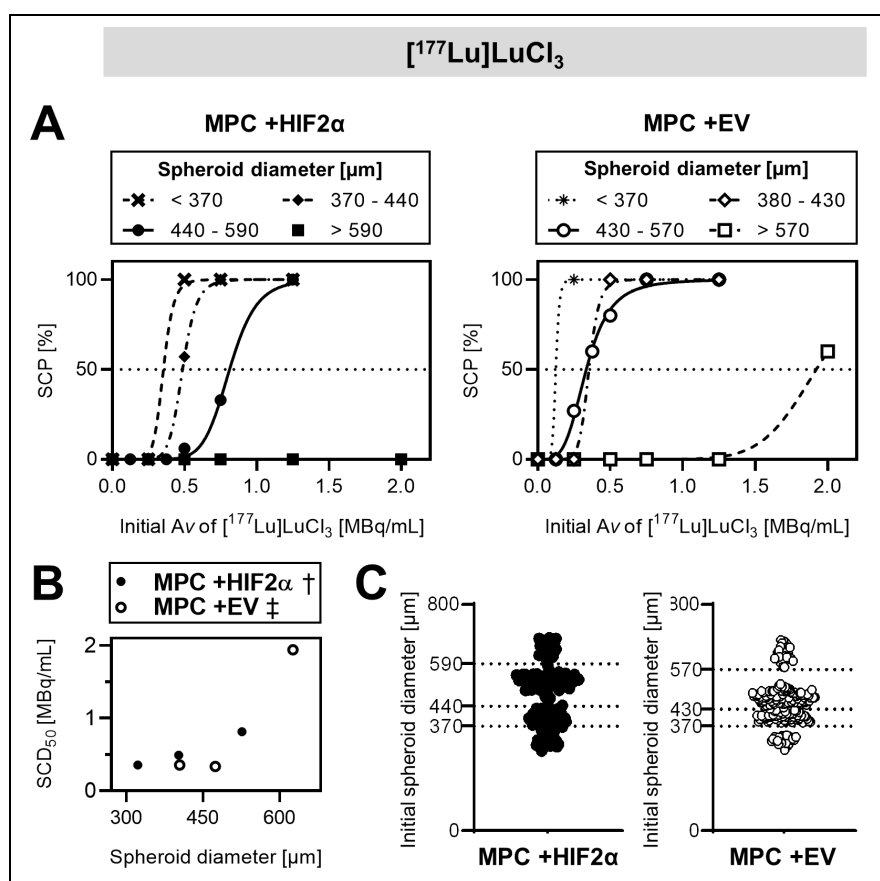 [¹⁷⁷Lu]LuCl₃
A
MPC +HIF2α
Spheroid diameter [µm]
< 370
370 - 440
440 - 590
> 590
SCP [%]
100
50
0
0.0
0.5
1.0
1.5
2.0
Initial Av of [¹⁷⁷Lu]LuCl₃ [MBq/mL]
MPC +EV
Spheroid diameter [µm]
< 370
380 - 430
430 - 570
> 570
SCP [%]
100
50
0
0.0
0.5
1.0
1.5
2.0
Initial Av of [¹⁷⁷Lu]LuCl₃ [MBq/mL]
B
MPC +HIF2α †
MPC +EV ‡
SCD₅₀ [MBq/mL]
2
1
0
300
450
600
Spheroid diameter [µm]
C
Initial spheroid diameter [µm]
800
590
440
370
0
MPC +HIF2α
Initial spheroid diameter [µm]
300
570
430
370
0
MPC +EV